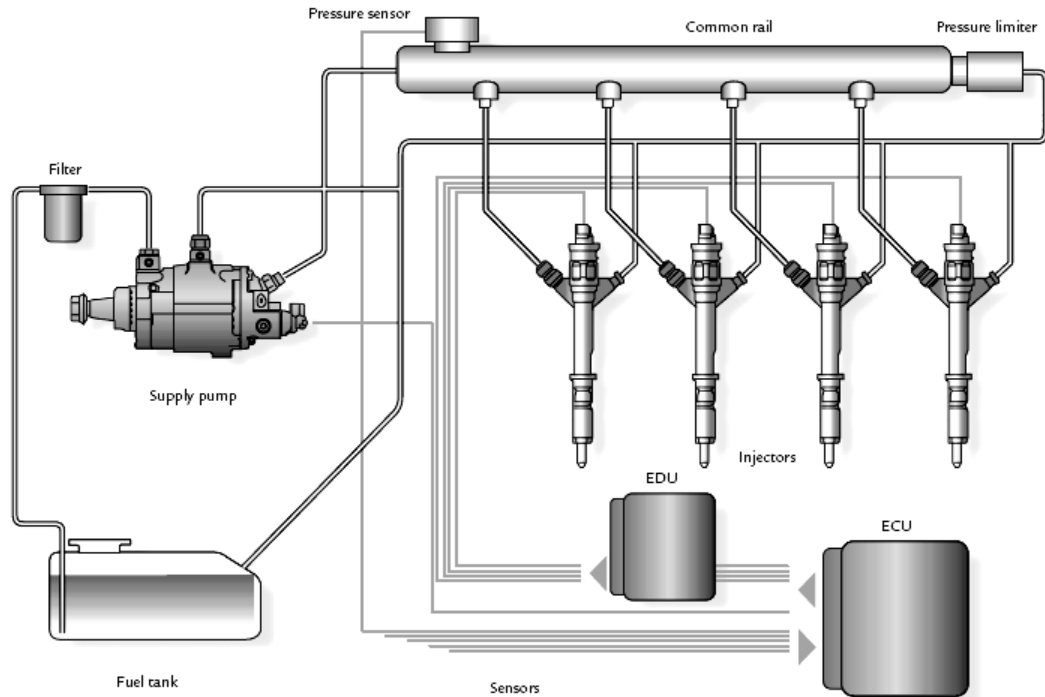 Pressure sensor
Common rail
Pressure limiter
Filter
Supply pump
Injectors
EDU
ECU
Fuel tank
Sensors